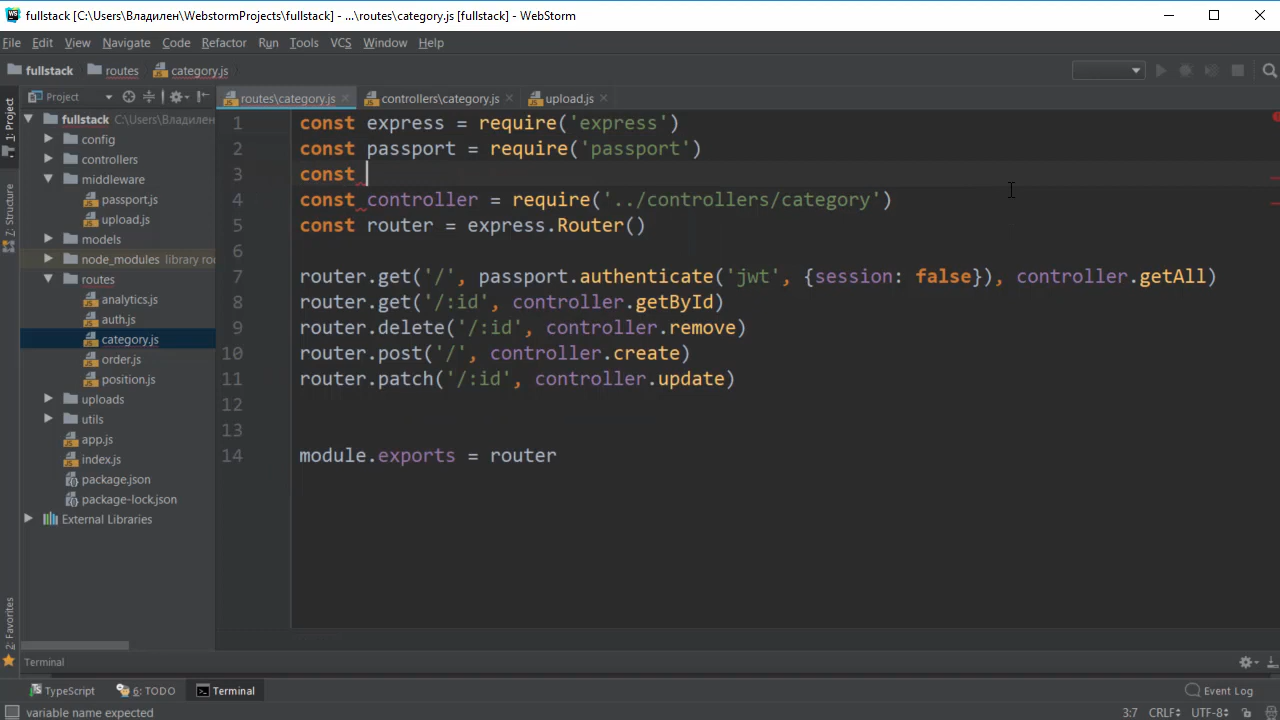 fullstack [C:\Users\Владилен\WebstormProjects\fullstack] - ...\routes\category.js [fullstack] - WebStorm
File Edit View Navigate Code Refactor Run Tools VCS Window Help
fullstack routes category.js
Project routes\category.js controllers\category.js upload.js
1: Project
Z: Structure
2: Favorites
fullstack C:\Users\Владилен
config
controllers
middleware
passport.js
upload.js
models
node_modules library roo
routes
analytics.js
auth.js
category.js
order.js
position.js
uploads
utils
app.js
index.js
package.json
package-lock.json
External Libraries
1 const express = require('express')
2 const passport = require('passport')
3 const
4 const controller = require('../controllers/category')
5 const router = express.Router()
6
7 router.get('/', passport.authenticate('jwt', {session: false}), controller.getAll)
8 router.get('/:id', controller.getById)
9 router.delete('/:id', controller.remove)
10 router.post('/', controller.create)
11 router.patch('/:id', controller.update)
12
13
14 module.exports = router
Terminal
TypeScript 6: TODO Terminal Event Log
variable name expected 3:7 CRLF UTF-8